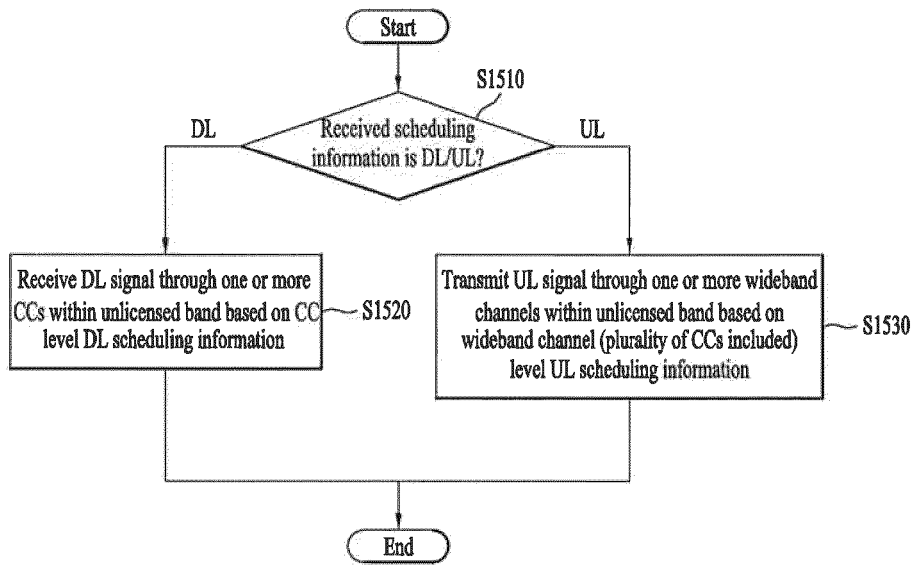 Start
S1510
DL
Received scheduling
information is DL/UL?
UL
Receive DL signal through one or more
CCs within unlicensed band based on CC
level DL scheduling information
S1520
Transmit UL signal through one or more wideband
channels within unlicensed band based on
wideband channel (plurality of CCs included)
level UL scheduling information
S1530
End